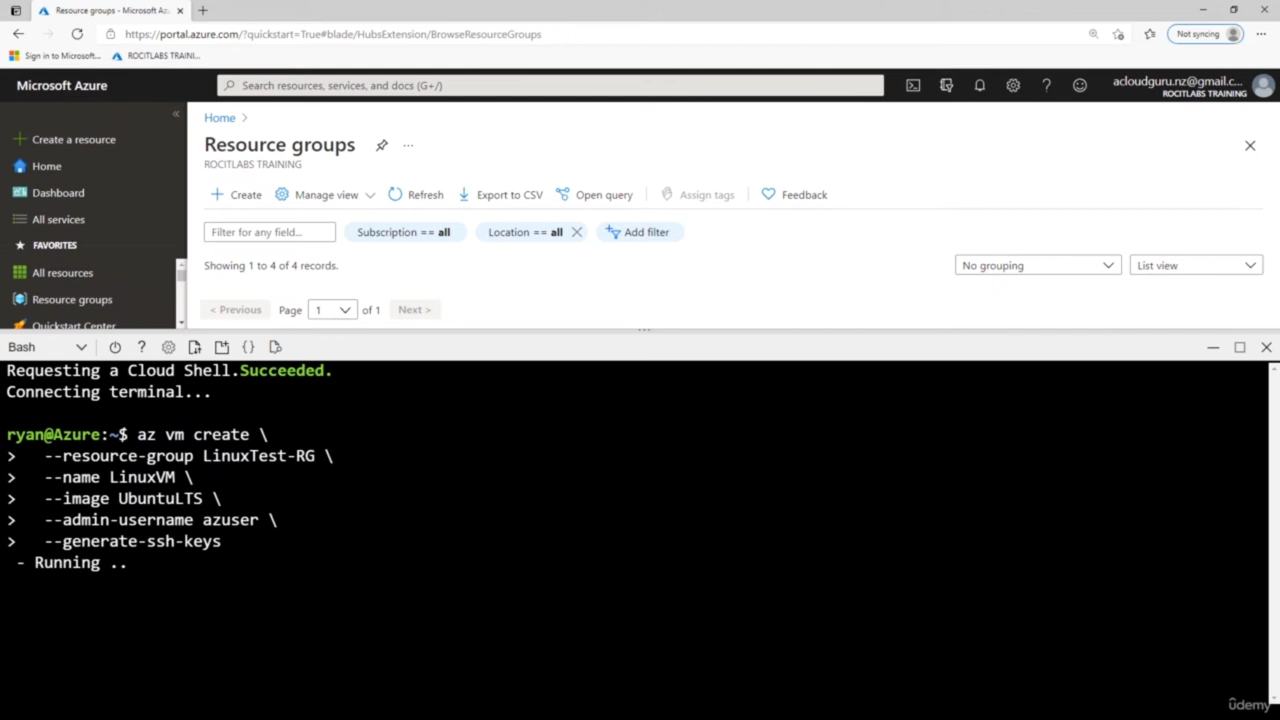 Resource groups - Microsoft Az
https://portal.azure.com/?quickstart=True#blade/HubsExtension/BrowseResourceGroups
Not syncing
Sign in to Microsoft...
ROCITLABS TRAINI...
Microsoft Azure
Search resources, services, and docs (G+/)
acloudguru.nz@gmail.c...
ROCITLABS TRAINING
Create a resource
Home
Dashboard
All services
FAVORITES
All resources
Resource groups
Quickstart Center
Home >
Resource groups
ROCITLABS TRAINING
Create
Manage view
Refresh
Export to CSV
Open query
Assign tags
Feedback
Filter for any field...
Subscription == all
Location == all
Add filter
Showing 1 to 4 of 4 records.
No grouping
List view
< Previous
Page
1
of 1
Next >
Bash
Requesting a Cloud Shell.Succeeded.
Connecting terminal...
ryan@Azure:~$ az vm create \
>   --resource-group LinuxTest-RG \
>   --name LinuxVM \
>   --image UbuntuLTS \
>   --admin-username azuser \
>   --generate-ssh-keys
- Running ..
ûdemy